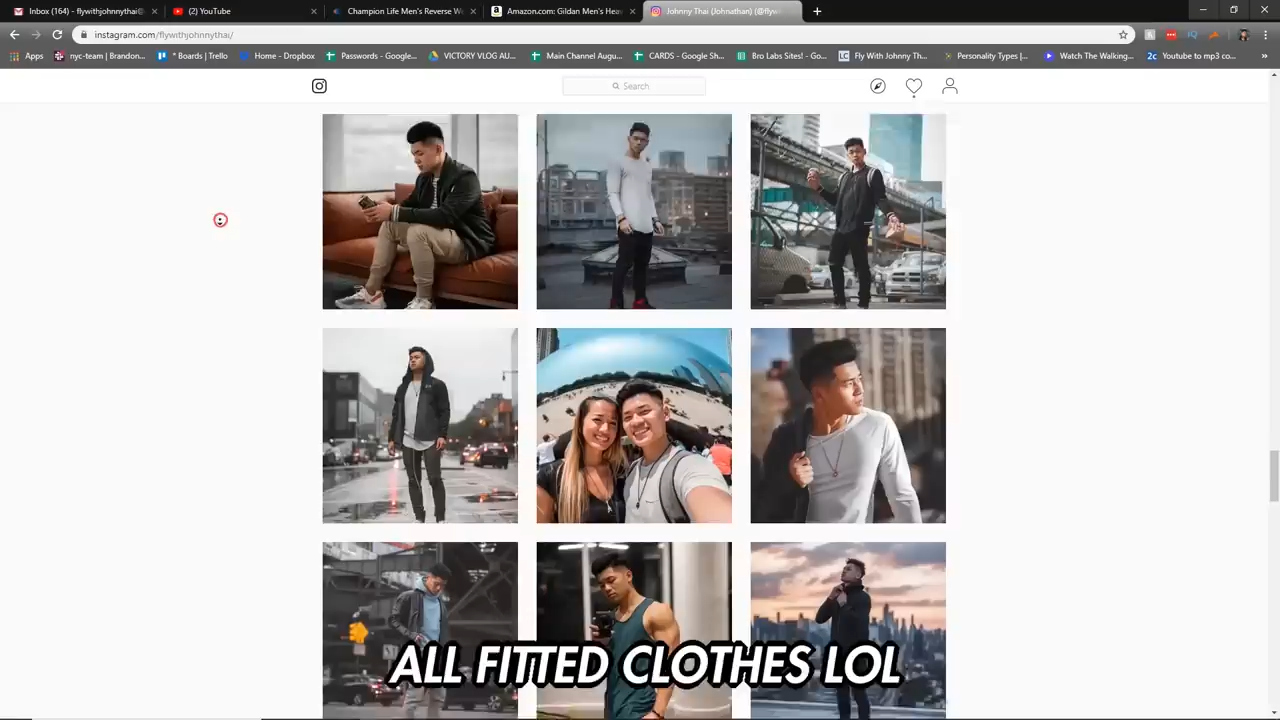 Inbox (164) - flywithjohnnythai@
(2) YouTube
Champion Life Men's Reverse W
Amazon.com: Gildan Men's Hea
Johnny Thai (Johnathan) (@flyw
instagram.com/flywithjohnnythai/
Apps
nyc-team | Brandon...
* Boards | Trello
Home - Dropbox
Passwords - Google...
VICTORY VLOG AU...
Main Channel Augu...
CARDS - Google Sh...
Bro Labs Sites! - Go...
Fly With Johnny Th...
Personality Types |...
Watch The Walking...
Youtube to mp3 co...
Search
ALL FITTED CLOTHES LOL